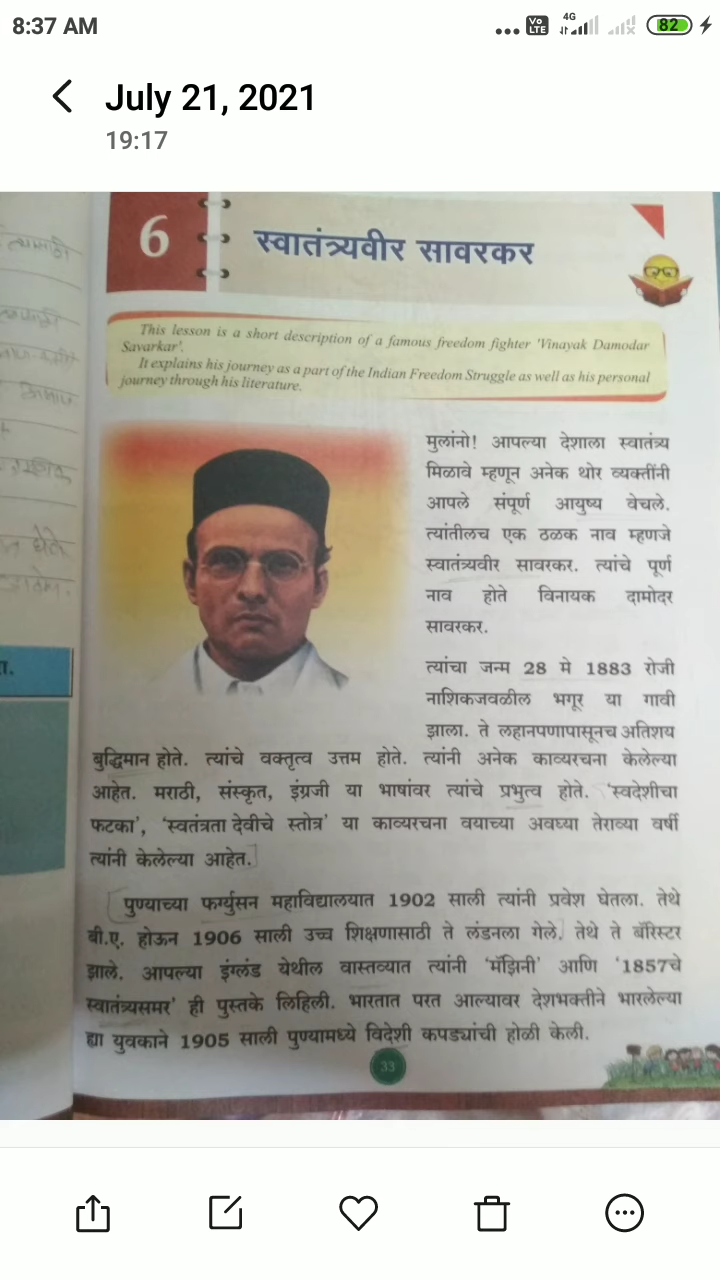 8:37 AM
Vo LTE 4G 82
July 21, 2021
19:17
6
स्वातंत्र्यवीर सावरकर
This lesson is a short description of a famous freedom fighter 'Vinayak Damodar
Savarkar'.
It explains his journey as a part of the Indian Freedom Struggle as well as his personal
journey through his literature.
मुलांनो! आपल्या देशाला स्वातंत्र्य
मिळावे म्हणून अनेक थोर व्यक्तींनी
आपले संपूर्ण आयुष्य वेचले.
त्यांतीलच एक ठळक नाव म्हणजे
स्वातंत्र्यवीर सावरकर. त्यांचे पूर्ण
नाव होते विनायक दामोदर
सावरकर.
त्यांचा जन्म 28 मे 1883 रोजी
नाशिकजवळील भगूर या गावी
झाला. ते लहानपणापासूनच अतिशय
बुद्धिमान होते. त्यांचे वक्तृत्व उत्तम होते. त्यांनी अनेक काव्यरचना केलेल्या
आहेत. मराठी, संस्कृत, इंग्रजी या भाषांवर त्यांचे प्रभुत्व होते. 'स्वदेशीचा
फटका', 'स्वतंत्रता देवीचे स्तोत्र' या काव्यरचना वयाच्या अवघ्या तेराव्या वर्षी
त्यांनी केलेल्या आहेत.
पुण्याच्या फर्ग्युसन महाविद्यालयात 1902 साली त्यांनी प्रवेश घेतला. तेथे
बी.ए. होऊन 1906 साली उच्च शिक्षणासाठी ते लंडनला गेले. तेथे ते बॅरिस्टर
झाले. आपल्या इंग्लंड येथील वास्तव्यात त्यांनी 'मॅझिनी' आणि '1857चे
स्वातंत्र्यसमर' ही पुस्तके लिहिली. भारतात परत आल्यावर देशभक्तीने भारलेल्या
ह्या युवकाने 1905 साली पुण्यामध्ये विदेशी कपड्यांची होळी केली.
33